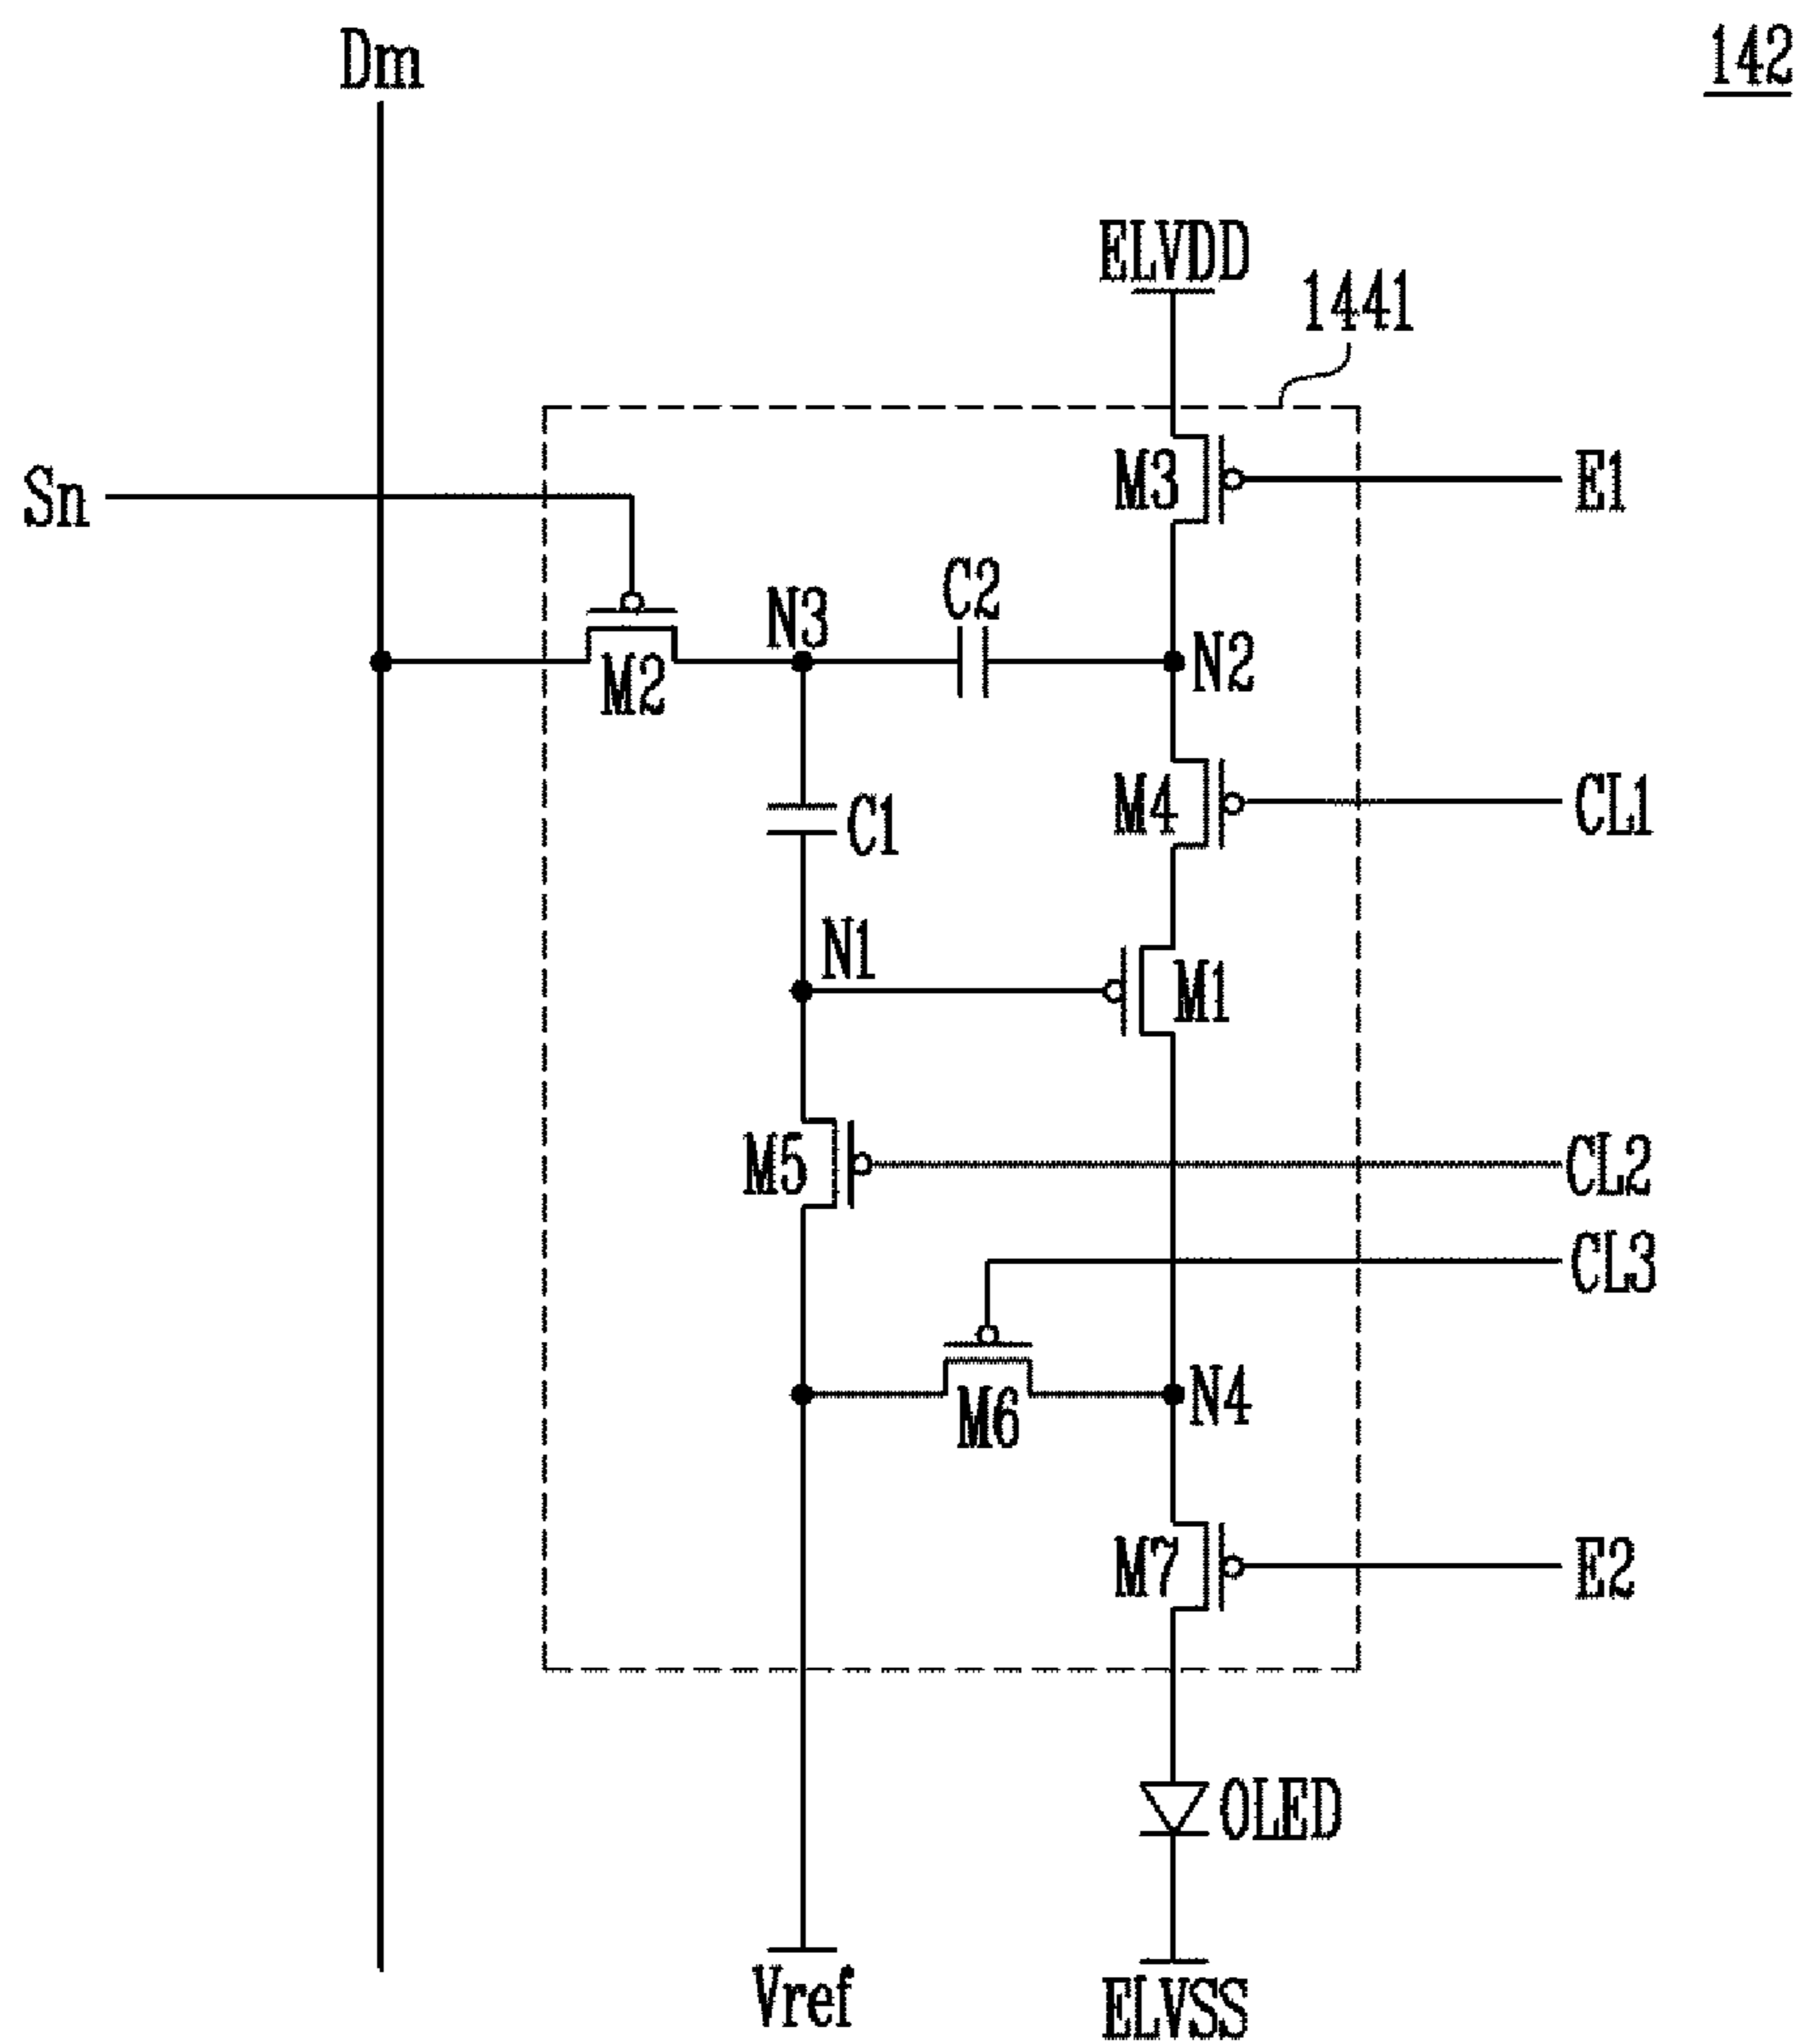 Dm
142
ELVDD
1441
M3
E1
Sn
C2
N3
N2
M2
M4
CL1
C1
N1
M1
M5
CL2
CL3
N4
M6
M7
E2
OLED
Vref
ELVSS